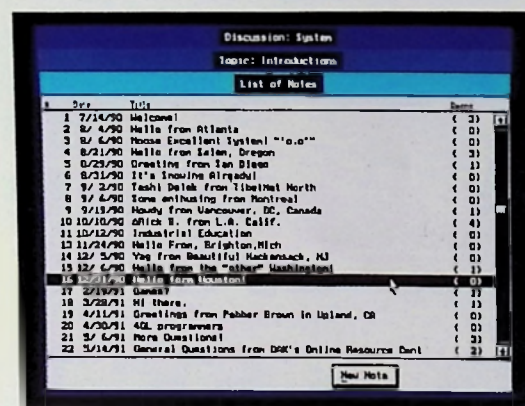 Discussion: System
Topic: Introductions
List of Notes
# Date Title
1 7/14/90 Welcome! ( 3)
2 8/ 4/90 Hello from Atlanta ( 0)
3 8/ 6/90 Moose Excellent System! ( 0)
4 8/21/90 Hello from Salem, Oregon ( 3)
5 8/29/90 Greeting from San Diego ( 1)
6 8/31/90 It's Snowing Already! ( 0)
7 9/ 2/90 Tashi Delek from TibetNet North ( 0)
8 9/ 6/90 Some enthusing from Montreal ( 0)
9 9/19/90 Howdy from Vancouver, DC, Canada ( 1)
10 10/10/90 Nick B. from L.A. Calif. ( 4)
11 10/12/90 Industrial Education ( 0)
13 11/24/90 Hello From, Brighton,Mich ( 0)
14 12/ 5/90 Yag from Beautiful Hackensack, NJ ( 0)
15 12/ 6/90 Hello from the "other" Washington! ( 1)
16 12/31/90 Hello form Houston! ( 0)
17 2/19/91 Games?
18 3/28/91 Hi there. ( 1)
19 4/11/91 Greetings from Pebber Brown in Upland, CA ( 0)
20 4/30/91 4GL programmers ( 0)
21 5/ 6/91 More Questions! ( 3)
22 5/14/91 General Questions from DAK's Online Resource Cent ( 2)
New Note